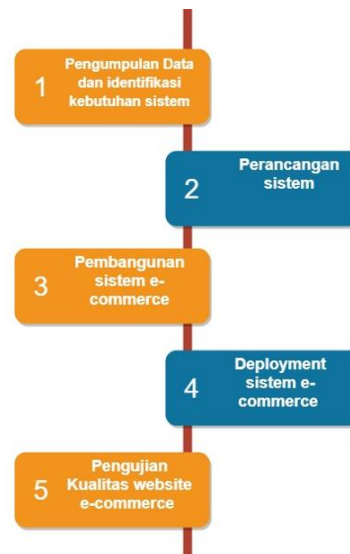 1
Pengumpulan Data
dan identifikasi
kebutuhan sistem
2
Perancangan
sistem
3
Pembangunan
sistem e-
commerce
4
Deployment
sistem e-
commerce
5
Pengujian
Kualitas website
e-commerce